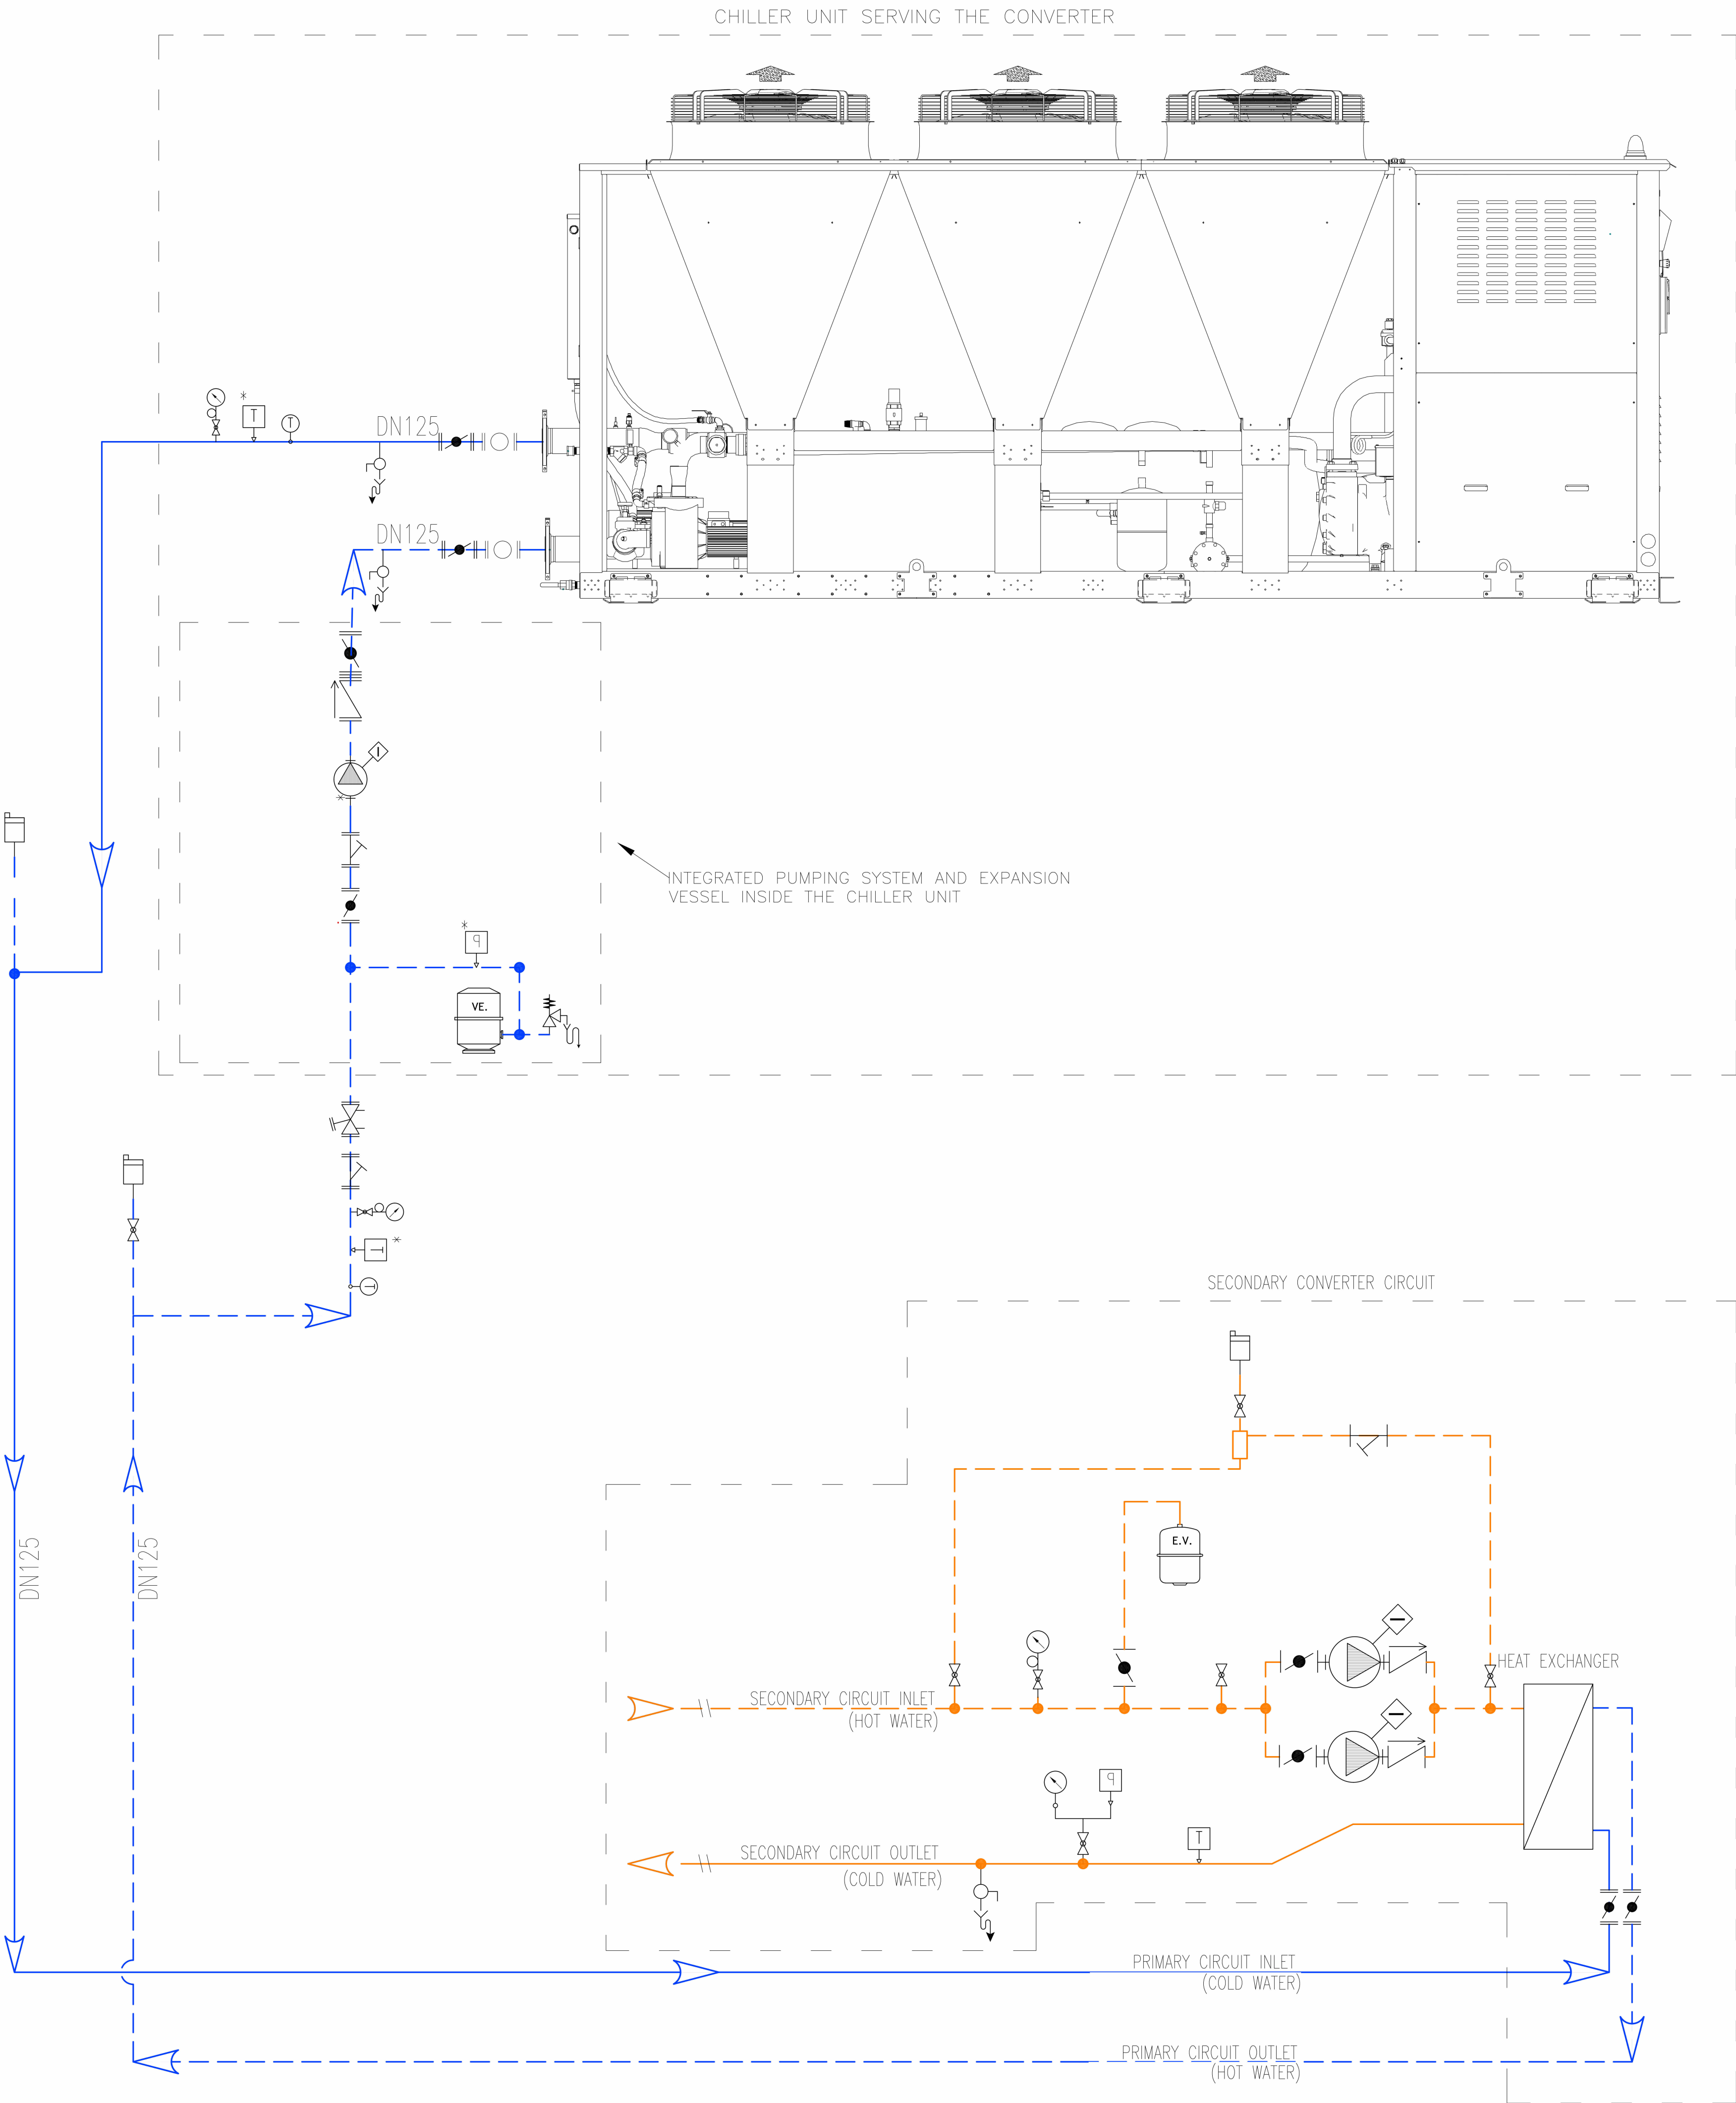 CHILLER UNIT SERVING THE CONVERTER
*
T
T
DN125
DN125
INTEGRATED PUMPING SYSTEM AND EXPANSION
VESSEL INSIDE THE CHILLER UNIT
*
*
q
VE.
T
*
T
SECONDARY CONVERTER CIRCUIT
DN125
DN125
E.V.
HEAT EXCHANGER
SECONDARY CIRCUIT INLET
(HOT WATER)
q
T
SECONDARY CIRCUIT OUTLET
(COLD WATER)
PRIMARY CIRCUIT INLET
(COLD WATER)
PRIMARY CIRCUIT OUTLET
(HOT WATER)